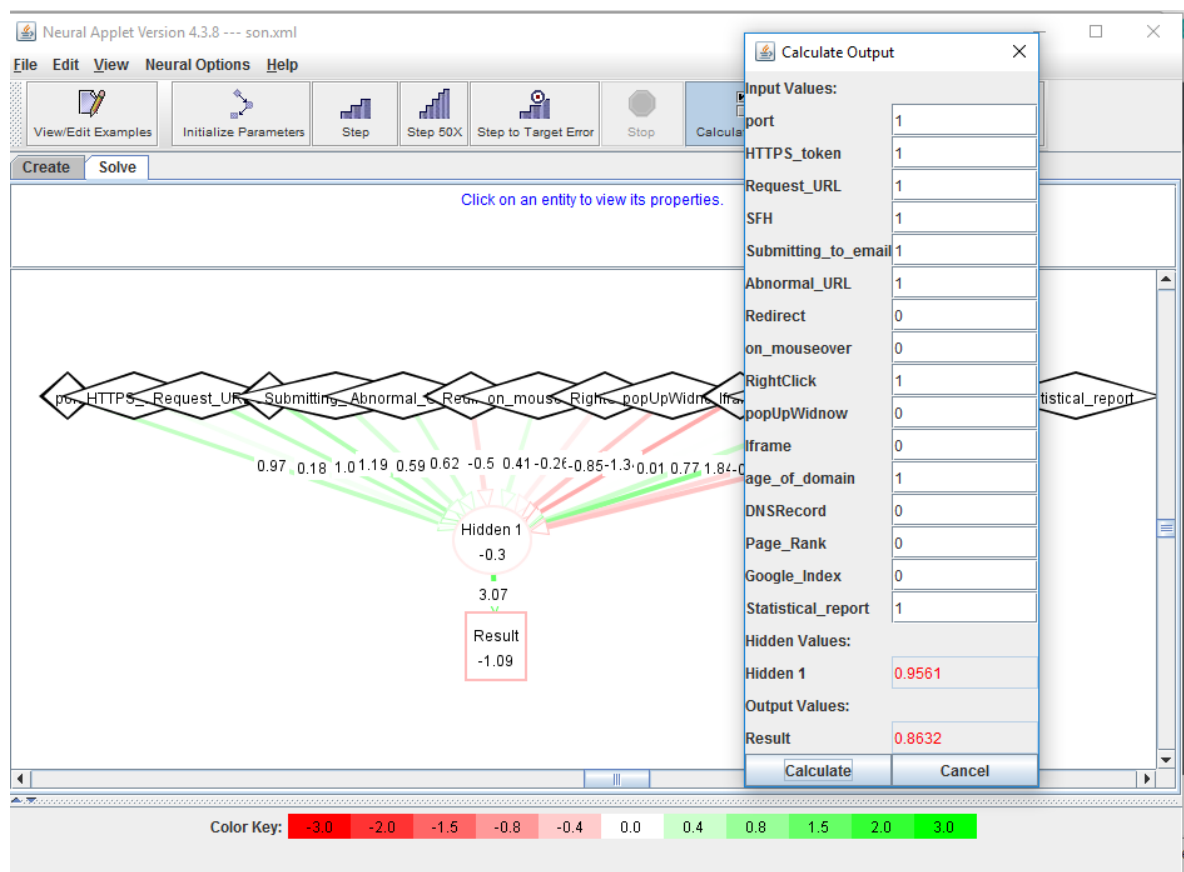 Neural Applet Version 4.3.8 --- son.xml
File Edit View Neural Options Help
View/Edit Examples Initialize Parameters Step Step 50X Step to Target Error Stop
Create Solve
Click on an entity to view its properties.
HTTPS_ Request_UR Submitting_ Abnormal_ on_mouse popUpWidn tistical_report
0.97 0.18 1.0 1.19 0.59 0.62 -0.5 0.41 -0.26 -0.85 -1.3 0.01 0.77 1.84
Hidden 1
-0.3
3.07
Result
-1.09
Color Key: -3.0 -2.0 -1.5 -0.8 -0.4 0.0 0.4 0.8 1.5 2.0 3.0
Calculate Output
Input Values:
port 1
HTTPS_token 1
Request_URL 1
SFH 1
Submitting_to_email 1
Abnormal_URL 1
Redirect 0
on_mouseover 0
RightClick 1
popUpWidnow 0
Iframe 0
age_of_domain 1
DNSRecord 0
Page_Rank 0
Google_Index 0
Statistical_report 1
Hidden Values:
Hidden 1 0.9561
Output Values:
Result 0.8632
Calculate Cancel